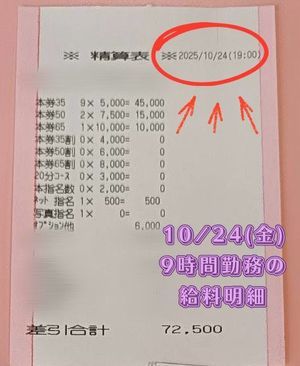 ※ 精算表 ※2025/10/24(19:00)
本券35 9× 5,000= 45,000
本券50 2× 7,500= 15,000
本券65 1×10,000= 10,000
本券35割 0× 4,000= 0
本券50割 0× 6,000= 0
本券65割 0× 8,000= 0
20分コース 0× 3,000= 0
本指名数 0× 2,000= 0
ネット指名 1× 500= 500
写真指名 1× 0= 0
オプション他 6,000
10/24(金)
9時間勤務の
給料明細
差引合計 72,500